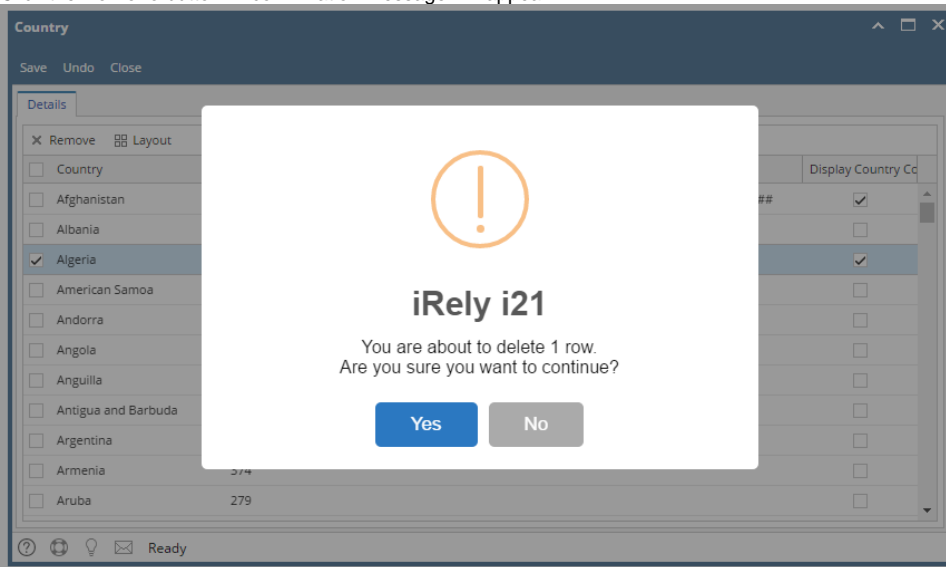 Country
Save Undo Close
Details
Remove Layout
Country Display Country Co
Afghanistan ##
Albania
Algeria
American Samoa
Andorra
Angola
Anguilla
Antigua and Barbuda
Argentina
Armenia 374
Aruba 279
iRely i21
You are about to delete 1 row.
Are you sure you want to continue?
Yes No
Ready